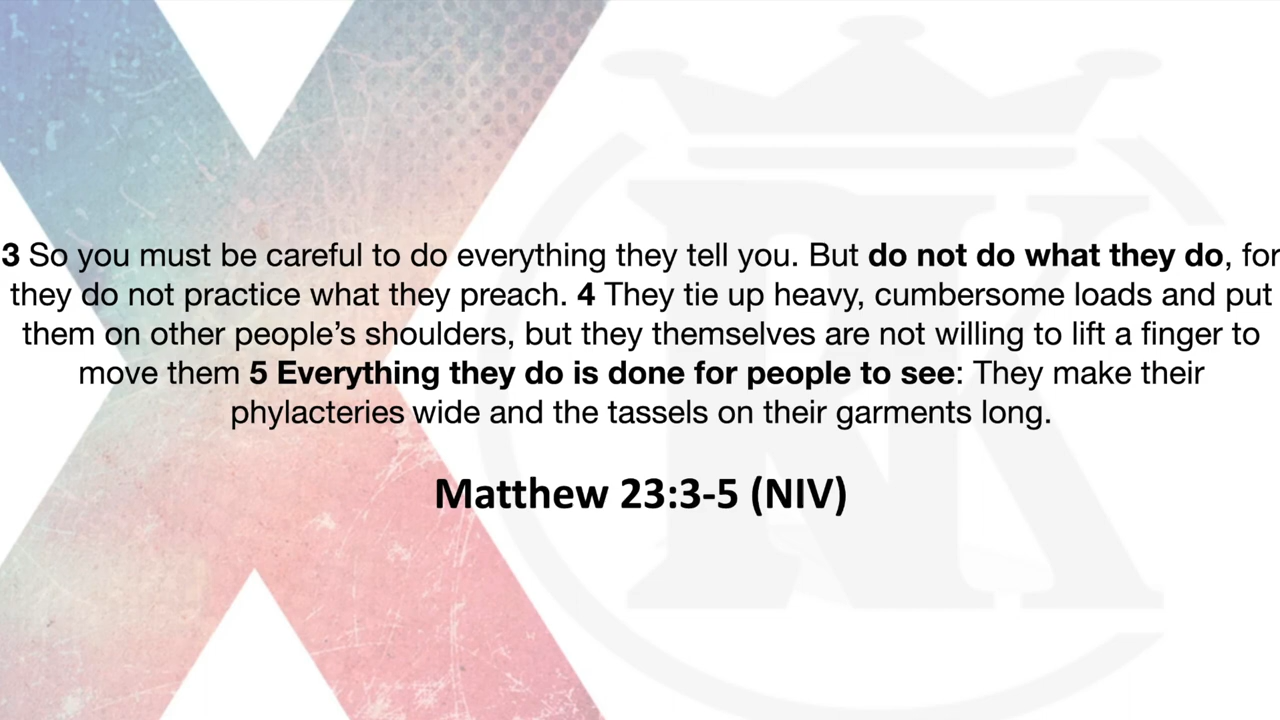 3 So you must be careful to do everything they tell you. But do not do what they do, for
they do not practice what they preach. 4 They tie up heavy, cumbersome loads and put
them on other people’s shoulders, but they themselves are not willing to lift a finger to
move them 5 Everything they do is done for people to see: They make their
phylacteries wide and the tassels on their garments long.
Matthew 23:3-5 (NIV)